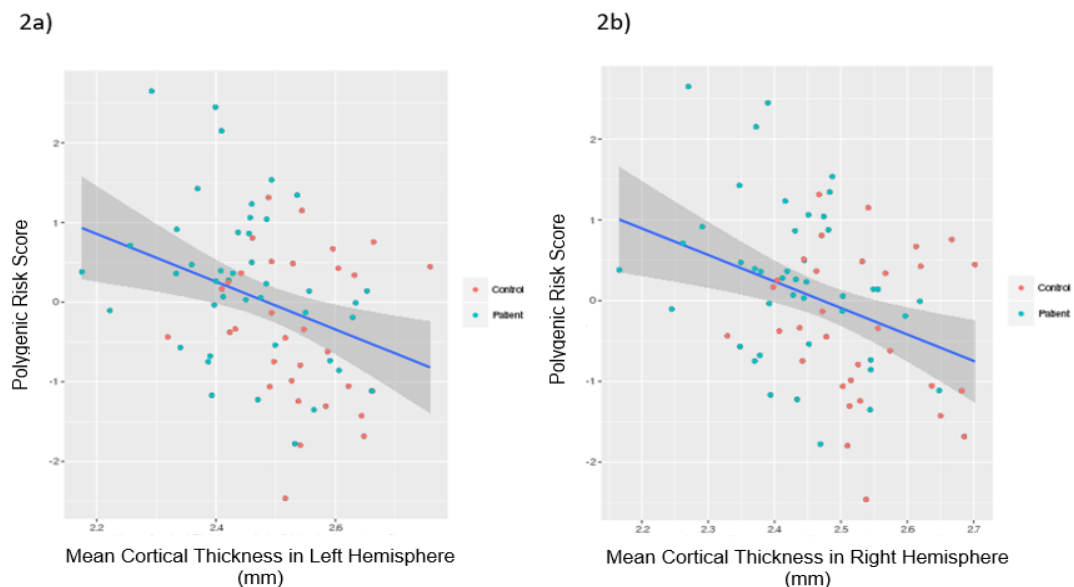 2a)
2b)
Polygenic Risk Score
2
1
0
-1
-2
2.2
2.4
2.6
Mean Cortical Thickness in Left Hemisphere
(mm)
Control
Patient
Polygenic Risk Score
2
1
0
-1
-2
2.2
2.3
2.4
2.5
2.6
2.7
Mean Cortical Thickness in Right Hemisphere
(mm)
Control
Patient